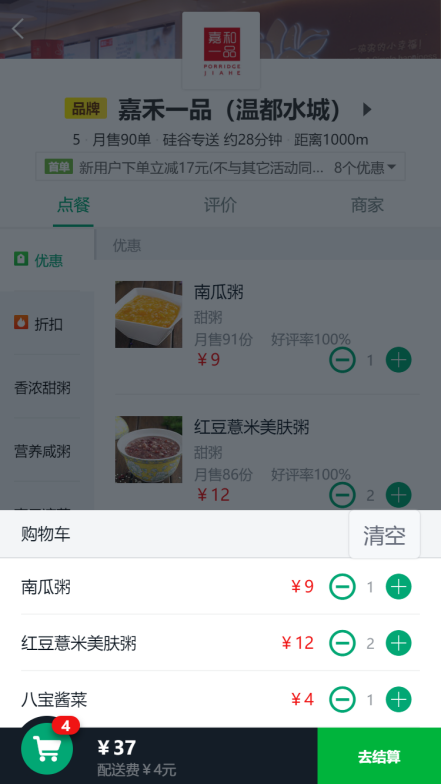 嘉和
一品
PORRIDGE
JIAHE
品牌 嘉禾一品（温都水城）
5 月售90单 硅谷专送 约28分钟 距离1000m
首单 新用户下单立减17元(不与其它活动同... 8个优惠
点餐 评价 商家
优惠
优惠
南瓜粥
甜粥
月售91份 好评率100%
￥9 1
折扣
香浓甜粥
营养咸粥
红豆薏米美肤粥
甜粥
月售86份 好评率100%
￥12 2
购物车 清空
南瓜粥 ￥9 1
红豆薏米美肤粥 ￥12 2
八宝酱菜 ￥4 1
4
￥37
配送费￥4元
去结算